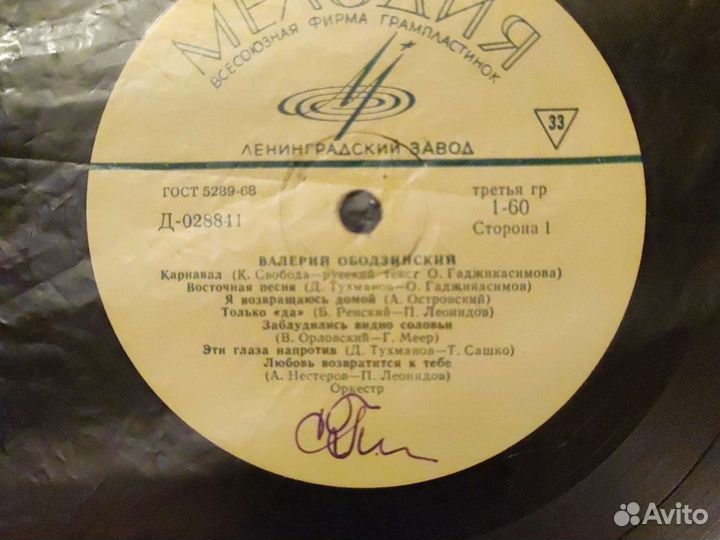 МЕЛОДИЯ
ВСЕСОЮЗНАЯ ФИРМА ГРАМПЛАСТИНОК
33
ЛЕНИНГРАДСКИЙ ЗАВОД
ГОСТ 5289-68
третья гр
Д-028841
1-60
Сторона 1
ВАЛЕРИЙ ОБОДЗИНСКИЙ
Карнавал (К. Свобода—русский текст О. Гаджикасимова)
Восточная песня (Д. Тухманов—О. Гаджикасимов)
Я возвращаюсь домой (А. Островский)
Только «да» (Б. Ренский—П. Леонидов)
Заблудились видно соловьи
(В. Орловский—Г. Меер)
Эти глаза напротив (Д. Тухманов—Т. Сашко)
Любовь возвратится к тебе
(А. Нестеров—П. Леонидов)
Оркестр
Avito